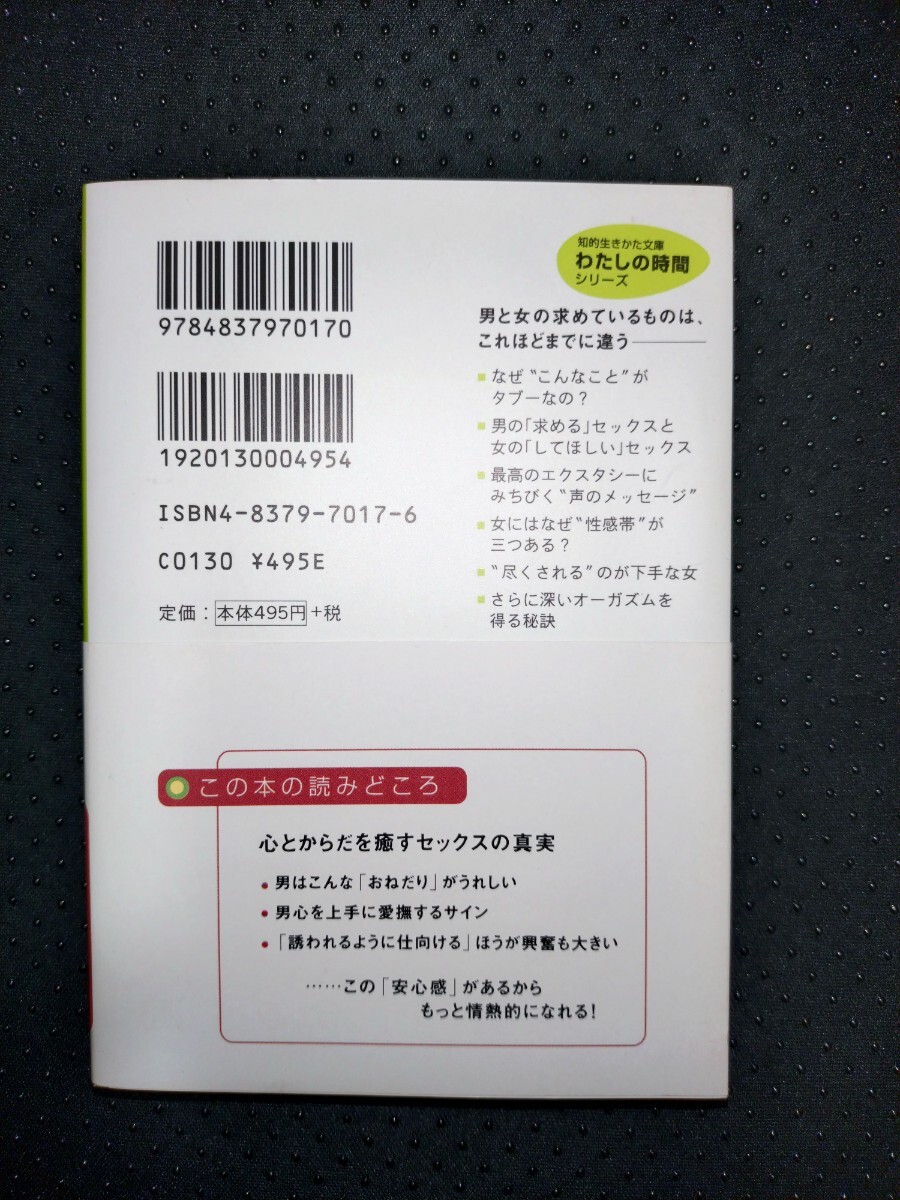 9784837970170
1920130004954
ISBN4-8379-7017-6
C0130 ¥495E
定価：本体495円+税
知的生きかた文庫
わたしの時間
シリーズ
男と女の求めているものは、
これほどまでに違う―――
■なぜ“こんなこと”が
タブーなの？
■男の「求める」セックスと
女の「してほしい」セックス
■最高のエクスタシーに
みちびく“声のメッセージ”
■女にはなぜ“性感帯”が
三つある？
■“尽くされる”のが下手な女
■さらに深いオーガズムを
得る秘訣
この本の読みどころ
心とからだを癒すセックスの真実
●男はこんな「おねだり」がうれしい
●男心を上手に愛撫するサイン
●「誘われるように仕向ける」ほうが興奮も大きい
……この「安心感」があるから
もっと情熱的になれる！